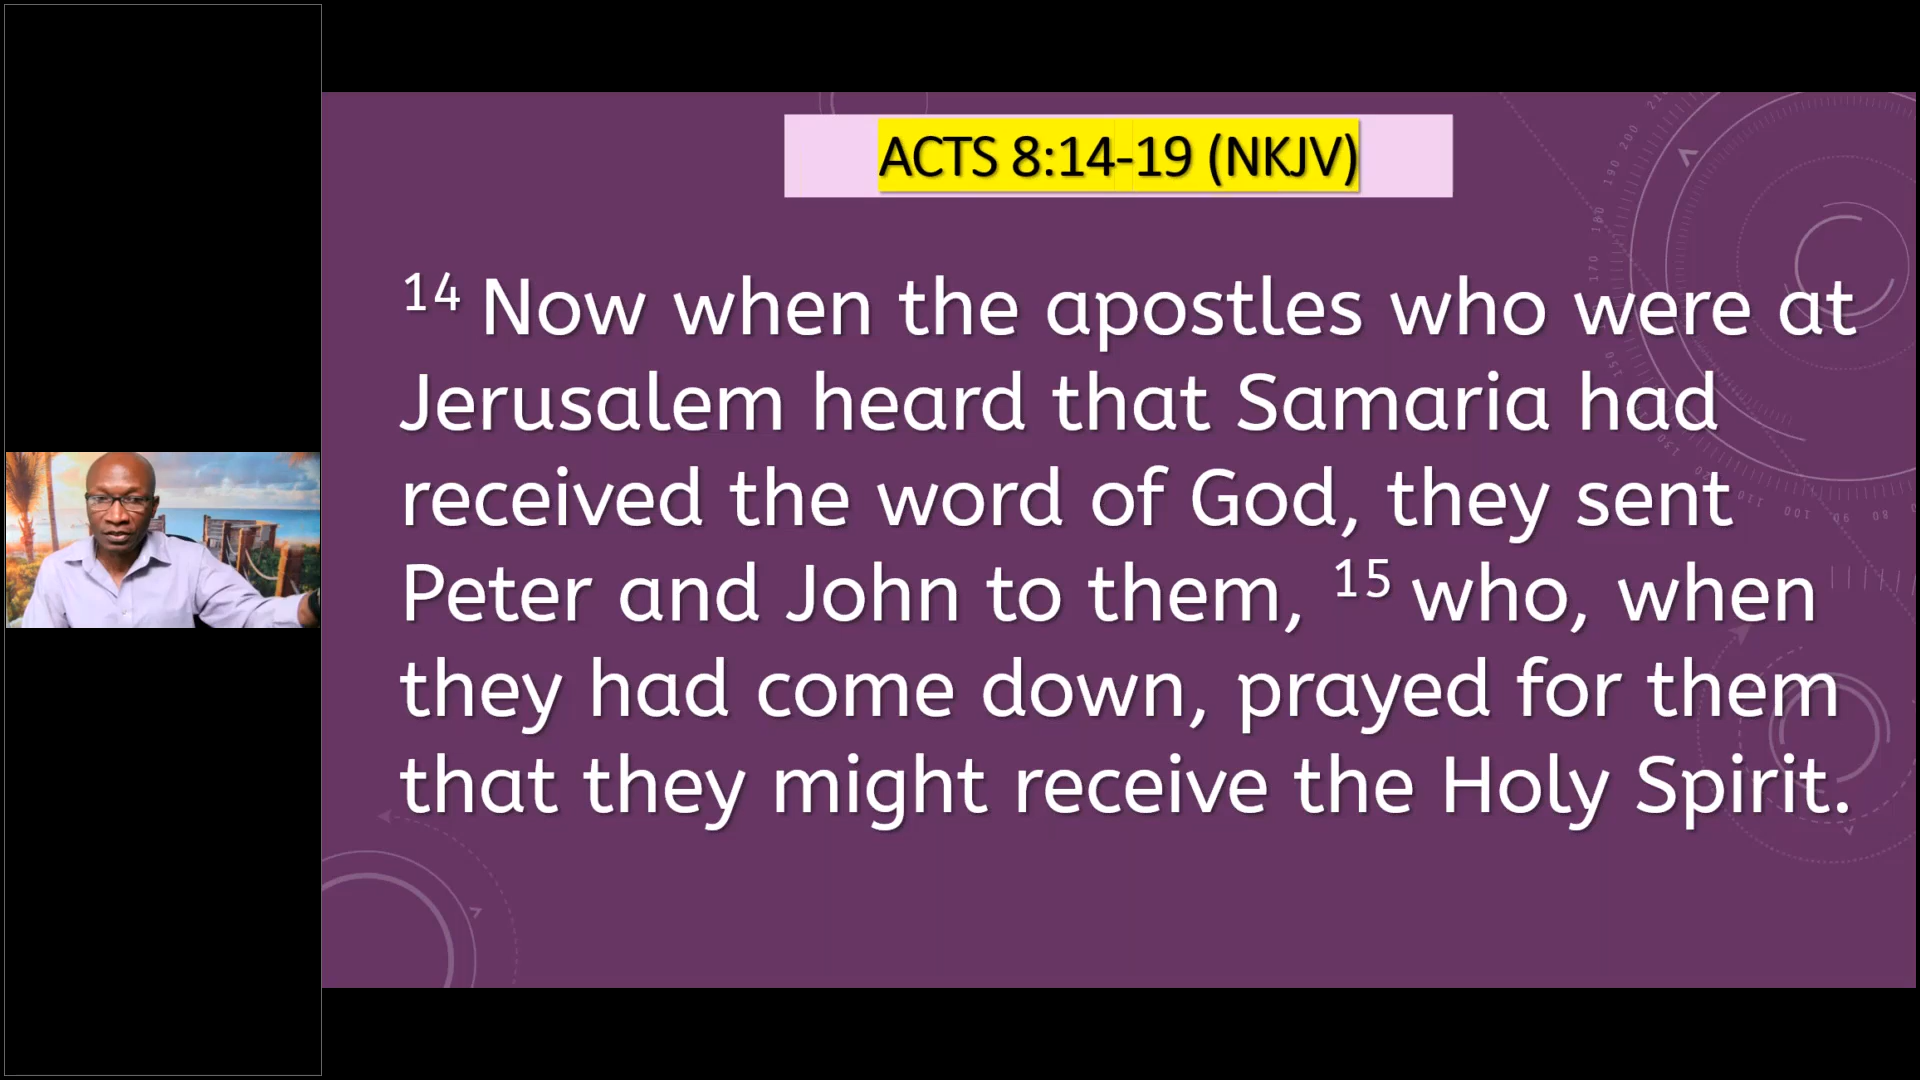 ACTS 8:14-19 (NKJV)
14 Now when the apostles who were at
Jerusalem heard that Samaria had
received the word of God, they sent
Peter and John to them, 15 who, when
they had come down, prayed for them
that they might receive the Holy Spirit.